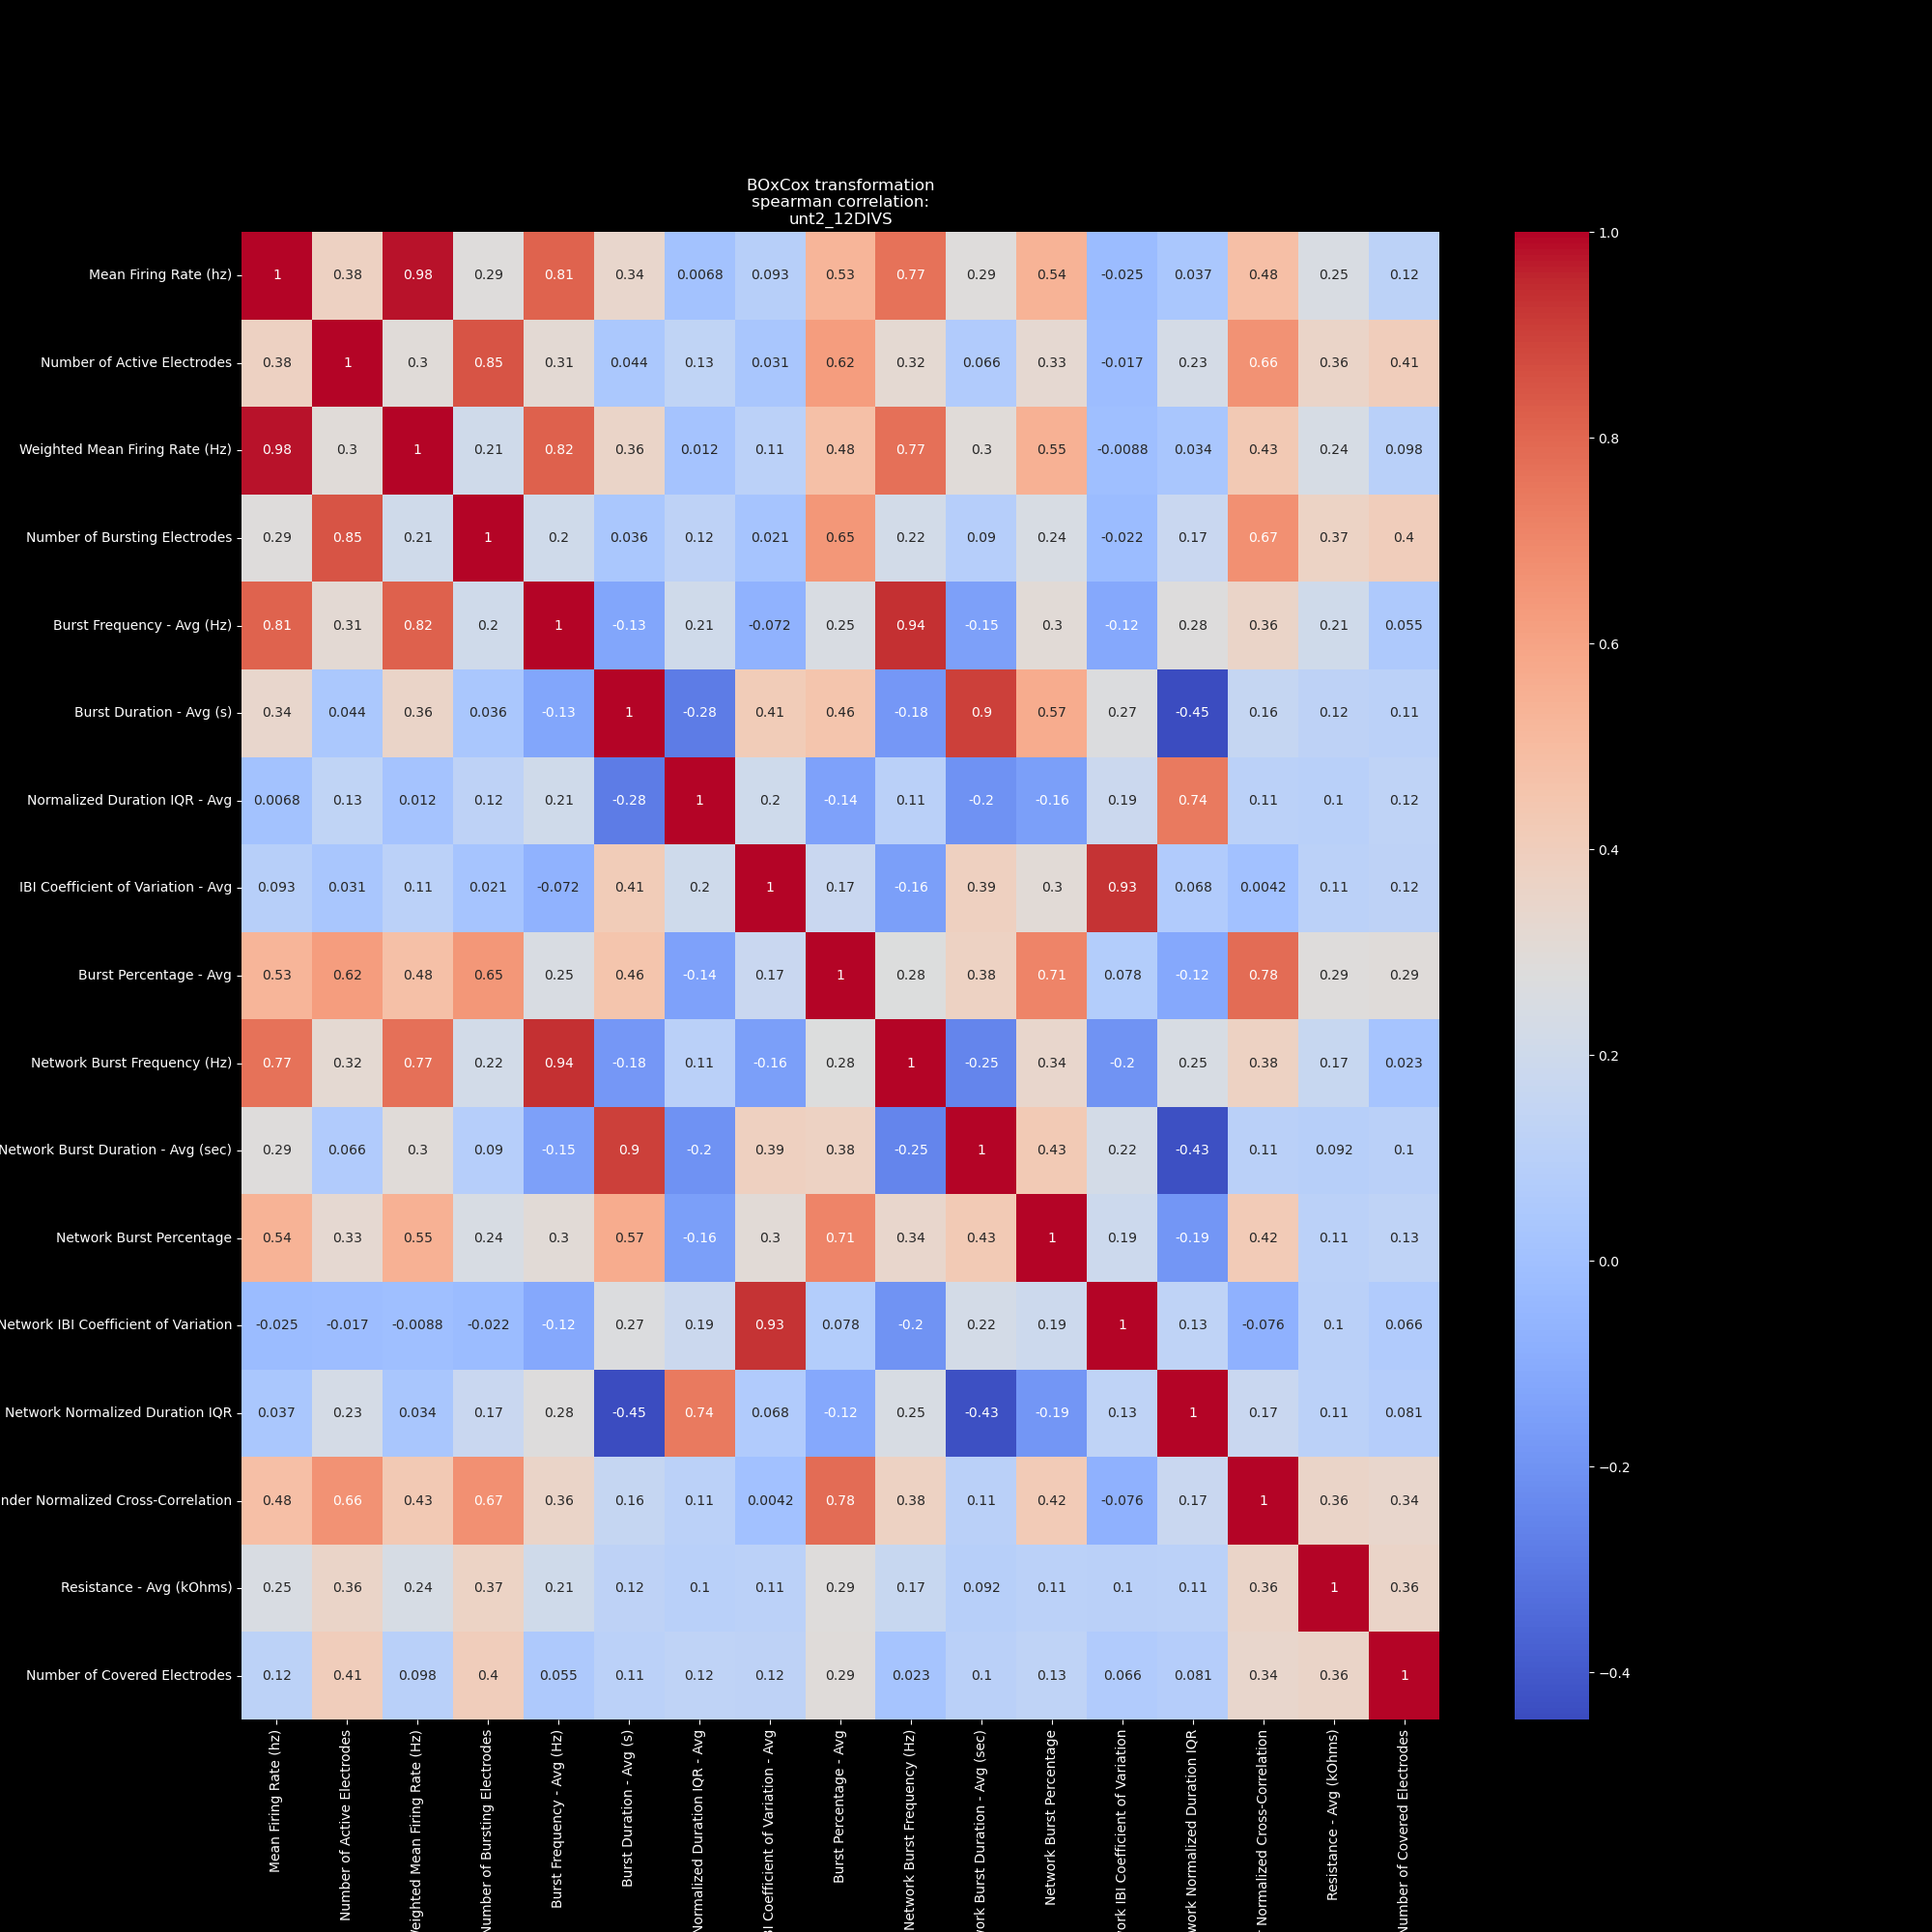 BOxCox transformation
spearman correlation:
unt2_12DIVS
Mean Firing Rate (hz) 1 0.38 0.98 0.29 0.81 0.34 0.0068 0.093 0.53 0.77 0.29 0.54 -0.025 0.037 0.48 0.25 0.12
Number of Active Electrodes 0.38 1 0.3 0.85 0.31 0.044 0.13 0.031 0.62 0.32 0.066 0.33 -0.017 0.23 0.66 0.36 0.41
Weighted Mean Firing Rate (Hz) 0.98 0.3 1 0.21 0.82 0.36 0.012 0.11 0.48 0.77 0.3 0.55 -0.0088 0.034 0.43 0.24 0.098
Number of Bursting Electrodes 0.29 0.85 0.21 1 0.2 0.036 0.12 0.021 0.65 0.22 0.09 0.24 -0.022 0.17 0.67 0.37 0.4
Burst Frequency - Avg (Hz) 0.81 0.31 0.82 0.2 1 -0.13 0.21 -0.072 0.25 0.94 -0.15 0.3 -0.12 0.28 0.36 0.21 0.055
Burst Duration - Avg (s) 0.34 0.044 0.36 0.036 -0.13 1 -0.28 0.41 0.46 -0.18 0.9 0.57 0.27 -0.45 0.16 0.12 0.11
Normalized Duration IQR - Avg 0.0068 0.13 0.012 0.12 0.21 -0.28 1 0.2 -0.14 0.11 -0.2 -0.16 0.19 0.74 0.11 0.1 0.12
IBI Coefficient of Variation - Avg 0.093 0.031 0.11 0.021 -0.072 0.41 0.2 1 0.17 -0.16 0.39 0.3 0.93 0.068 0.0042 0.11 0.12
Burst Percentage - Avg 0.53 0.62 0.48 0.65 0.25 0.46 -0.14 0.17 1 0.28 0.38 0.71 0.078 -0.12 0.78 0.29 0.29
Network Burst Frequency (Hz) 0.77 0.32 0.77 0.22 0.94 -0.18 0.11 -0.16 0.28 1 -0.25 0.34 -0.2 0.25 0.38 0.17 0.023
Network Burst Duration - Avg (sec) 0.29 0.066 0.3 0.09 -0.15 0.9 -0.2 0.39 0.38 -0.25 1 0.43 0.22 -0.43 0.11 0.092 0.1
Network Burst Percentage 0.54 0.33 0.55 0.24 0.3 0.57 -0.16 0.3 0.71 0.34 0.43 1 0.19 -0.19 0.42 0.11 0.13
Network IBI Coefficient of Variation -0.025 -0.017 -0.0088 -0.022 -0.12 0.27 0.19 0.93 0.078 -0.2 0.22 0.19 1 0.13 -0.076 0.1 0.066
Network Normalized Duration IQR 0.037 0.23 0.034 0.17 0.28 -0.45 0.74 0.068 -0.12 0.25 -0.43 -0.19 0.13 1 0.17 0.11 0.081
nder Normalized Cross-Correlation 0.48 0.66 0.43 0.67 0.36 0.16 0.11 0.0042 0.78 0.38 0.11 0.42 -0.076 0.17 1 0.36 0.34
Resistance - Avg (kOhms) 0.25 0.36 0.24 0.37 0.21 0.12 0.1 0.11 0.29 0.17 0.092 0.11 0.1 0.11 0.36 1 0.36
Number of Covered Electrodes 0.12 0.41 0.098 0.4 0.055 0.11 0.12 0.12 0.29 0.023 0.1 0.13 0.066 0.081 0.34 0.36 1
Mean Firing Rate (hz)
Number of Active Electrodes
Weighted Mean Firing Rate (Hz)
Number of Bursting Electrodes
Burst Frequency - Avg (Hz)
Burst Duration - Avg (s)
Normalized Duration IQR - Avg
BI Coefficient of Variation - Avg
Burst Percentage - Avg
Network Burst Frequency (Hz)
ork Burst Duration - Avg (sec)
Network Burst Percentage
ork IBI Coefficient of Variation
work Normalized Duration IQR
r Normalized Cross-Correlation
Resistance - Avg (kOhms)
Number of Covered Electrodes
1.0
0.8
0.6
0.4
0.2
0.0
−0.2
−0.4